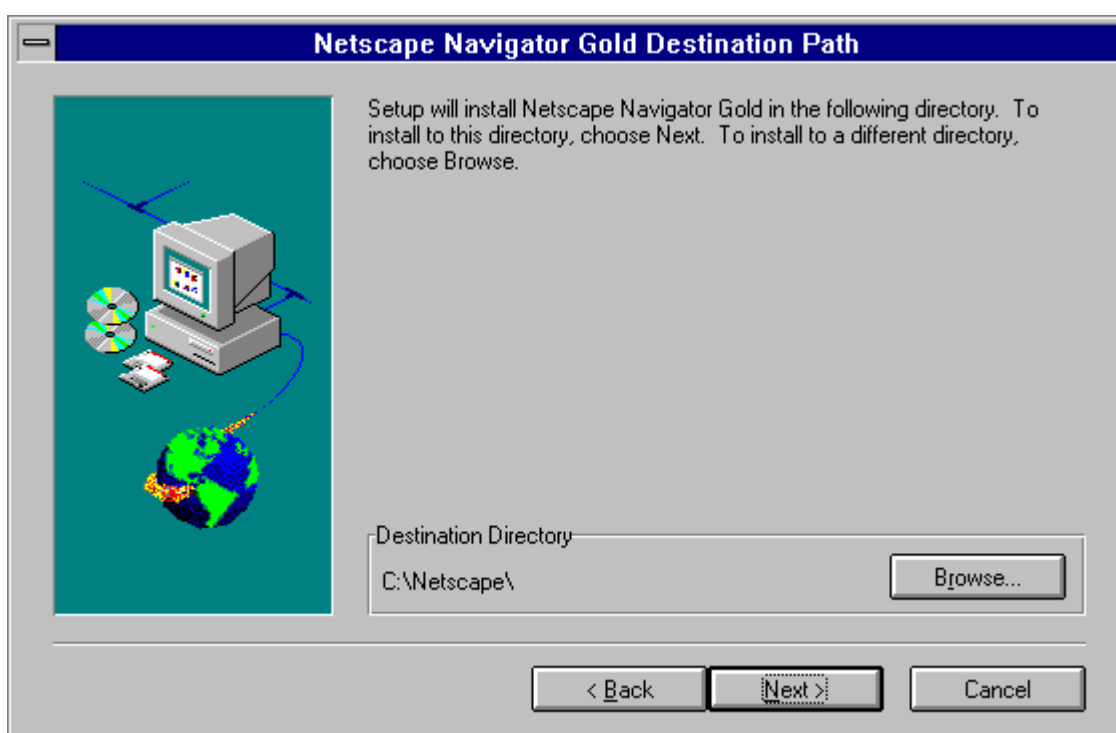 Netscape Navigator Gold Destination Path
Setup will install Netscape Navigator Gold in the following directory. To
install to this directory, choose Next. To install to a different directory,
choose Browse.
Destination Directory
C:\Netscape\
Browse...
< Back
Next >
Cancel